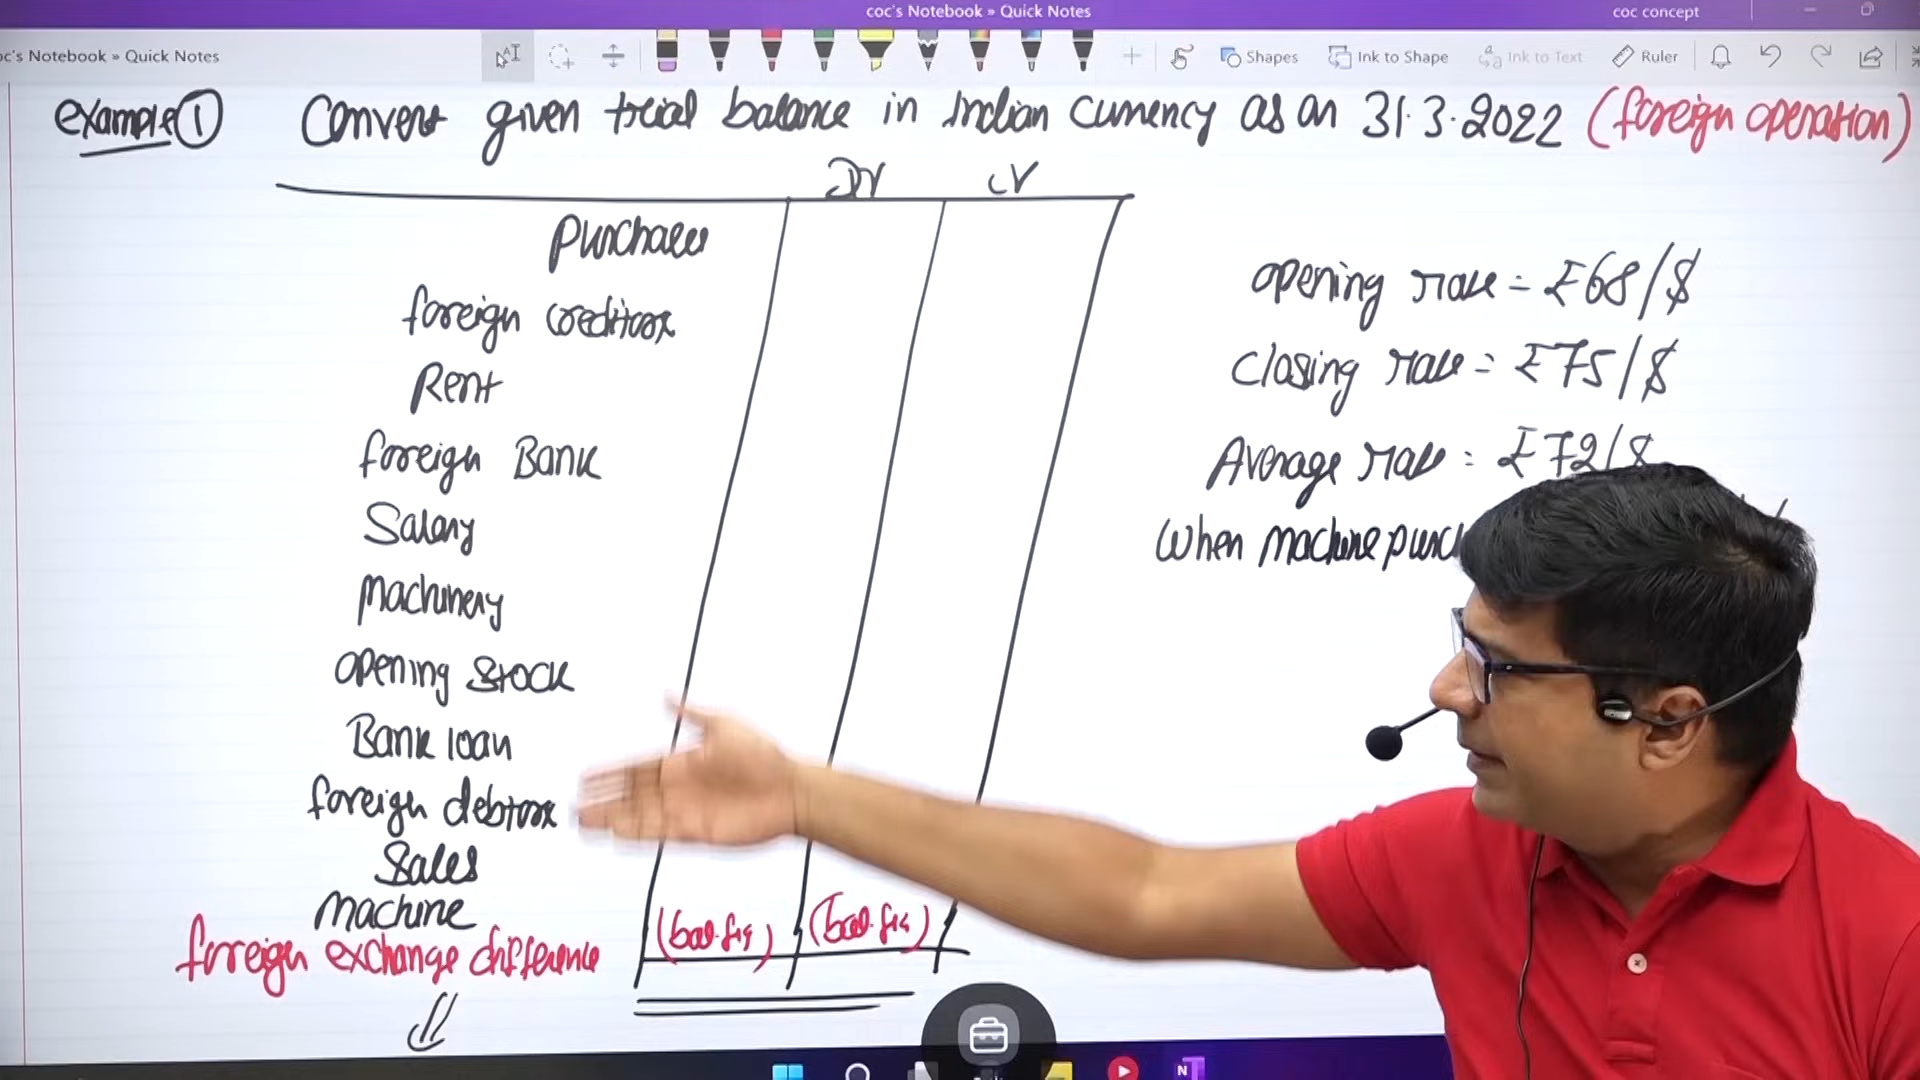 coc's Notebook » Quick Notes
coc concept
oc's Notebook » Quick Notes
Shapes
Ink to Shape
Ink to Text
Ruler
Example ① Convert given trial balance in Indian Currency as on 31.3.2022 (foreign operation)
Dr Cr
Purchases
foreign creditors
Rent
foreign Bank
Salary
Machinery
opening stock
Bank loan
foreign debtors
Sales
Machine
foreign exchange difference (bal.fig) (bal.fig)
opening rate = ₹68/$
Closing rate = ₹75/$
Average rate = ₹72/$
When machine purc